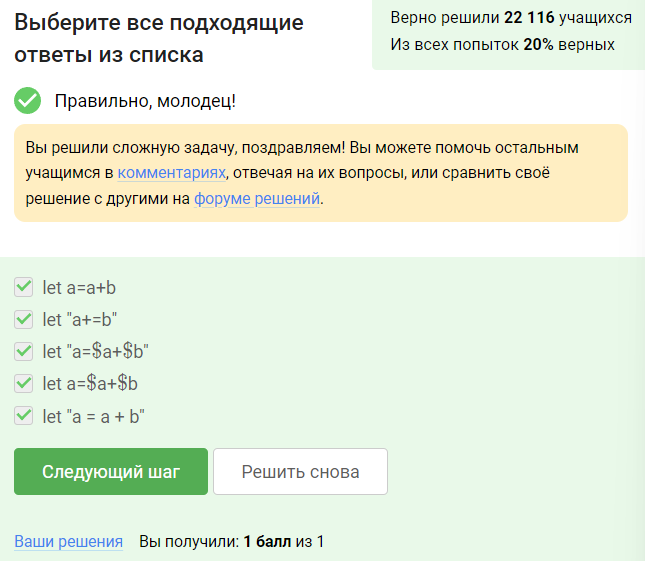 Выберите все подходящие
ответы из списка
Верно решили 22 116 учащихся
Из всех попыток 20% верных
Правильно, молодец!
Вы решили сложную задачу, поздравляем! Вы можете помочь остальным
учащимся в комментариях, отвечая на их вопросы, или сравнить своё
решение с другими на форуме решений.
let a=a+b
let "a+=b"
let "a=$a+$b"
let a=$a+$b
let "a = a + b"
Следующий шаг
Решить снова
Ваши решения Вы получили: 1 балл из 1